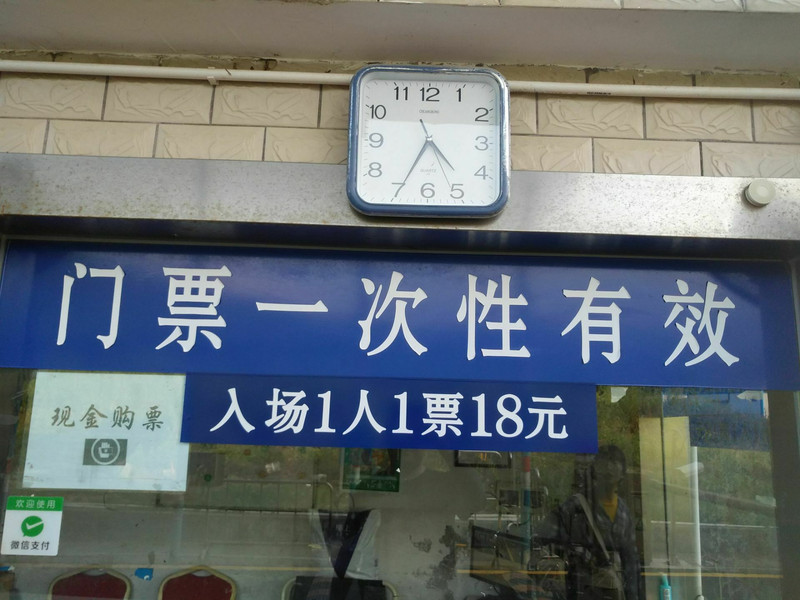 11 12 1
10 2
9 3
8 4
7 6 5
门票一次性有效
入场1人1票18元
现金购票
欢迎使用
微信支付